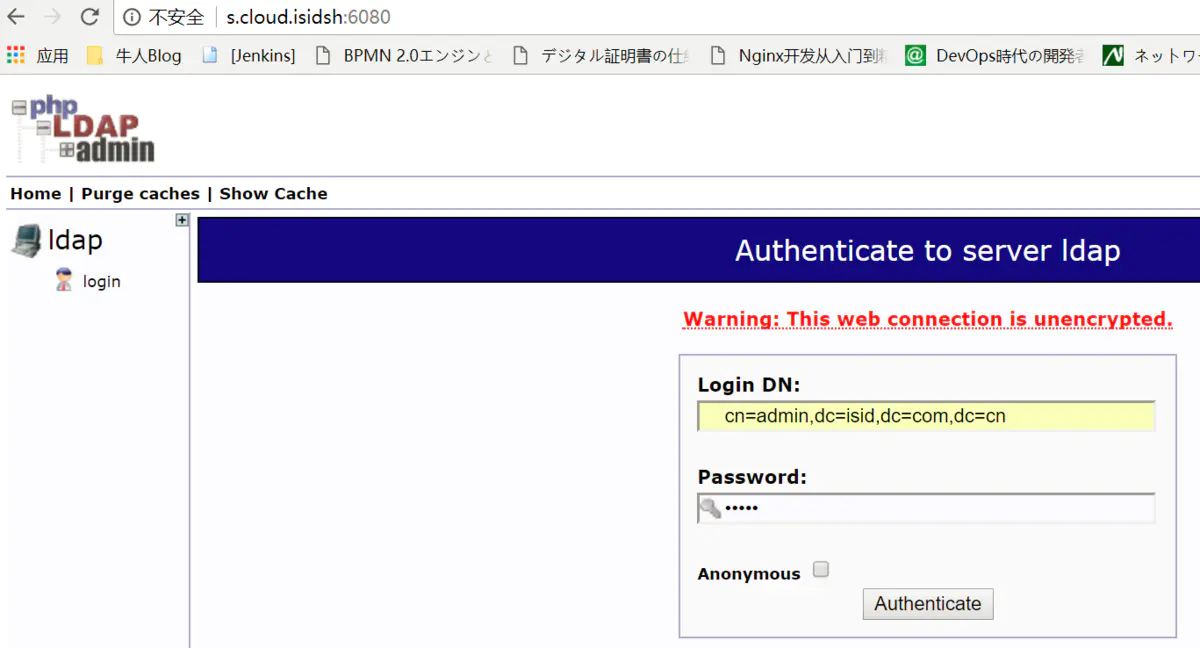 不安全 s.cloud.isidsh:6080
应用 牛人Blog [Jenkins] BPMN 2.0エンジンと デジタル証明書の仕 Nginx开发从入门到 DevOps時代の開発者 ネットワ
php
LDAP
admin
Home | Purge caches | Show Cache
ldap
login
Authenticate to server ldap
Warning: This web connection is unencrypted.
Login DN:
cn=admin,dc=isid,dc=com,dc=cn
Password:
•••••
Anonymous
Authenticate